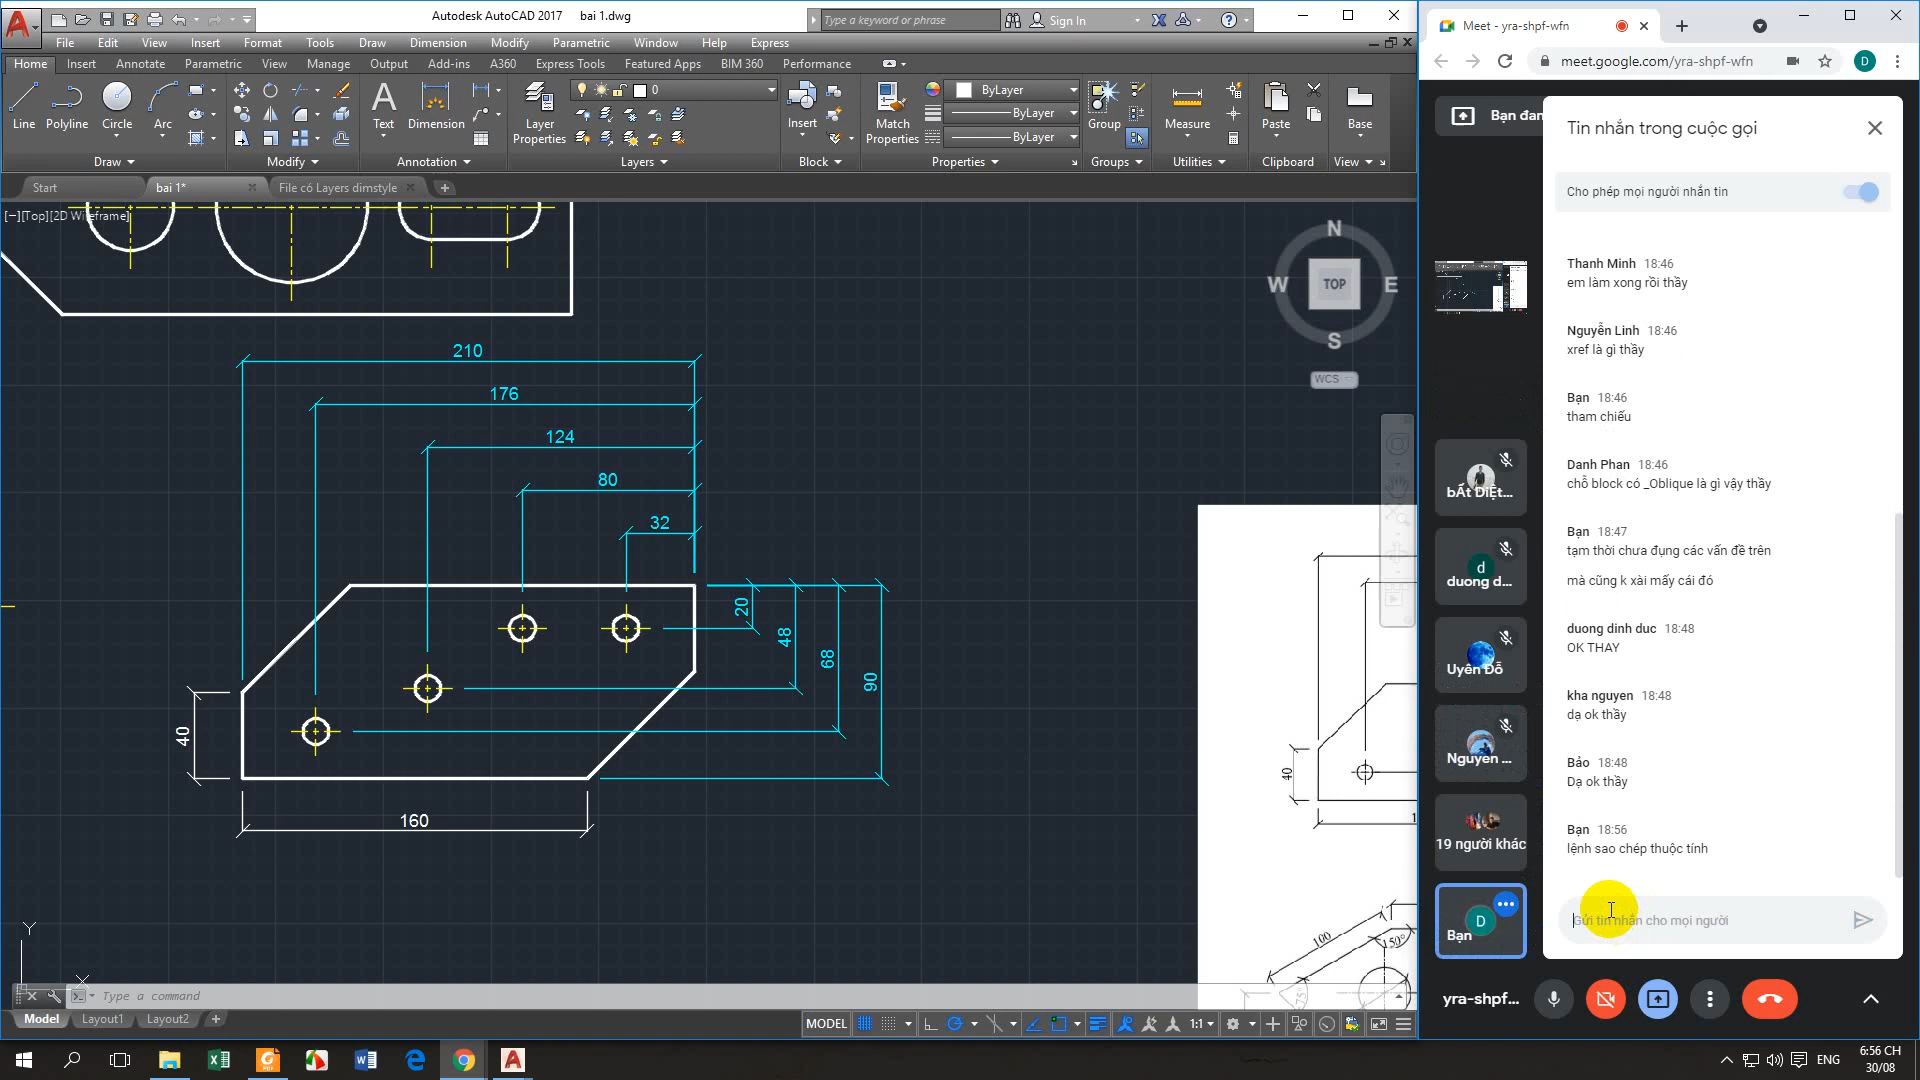 Autodesk AutoCAD 2017 bai 1.dwg
Type a keyword or phrase
Sign In
File Edit View Insert Format Tools Draw Dimension Modify Parametric Window Help Express
Home Insert Annotate Parametric View Manage Output Add-ins A360 Express Tools Featured Apps BIM 360 Performance
Line Polyline Circle Arc
Text Dimension
Layer Properties
0
Insert
Match Properties
ByLayer
ByLayer
ByLayer
Group
Measure
Paste
Base
Draw Modify Annotation Layers Block Properties Groups Utilities Clipboard View
Start bai 1* File có Layers dimstyle
[−][Top][2D Wireframe]
N
W TOP E
S
WCS
210
176
124
80
32
20
48
68
90
40
160
40
100
150°
75°
Y
X
Type a command
Model Layout1 Layout2
MODEL
1:1
Meet - yra-shpf-wfn
meet.google.com/yra-shpf-wfn
D
Bạn đan
Tin nhắn trong cuộc gọi
Cho phép mọi người nhắn tin
Thanh Minh 18:46
em làm xong rồi thầy
Nguyễn Linh 18:46
xref là gì thầy
Bạn 18:46
tham chiếu
Danh Phan 18:46
chỗ block có _Oblique là gì vậy thầy
Bạn 18:47
tạm thời chưa đụng các vấn đề trên
mà cũng k xài mấy cái đó
duong dinh duc 18:48
OK THAY
kha nguyen 18:48
dạ ok thầy
Bảo 18:48
Dạ ok thầy
Bạn 18:56
lệnh sao chép thuộc tính
Gửi tin nhắn cho mọi người
bẤt DiỆt...
d
duong d...
Uyên Đỗ
Nguyen ...
19 người khác
D
Bạn
yra-shpf...
ENG
6:56 CH
30/08